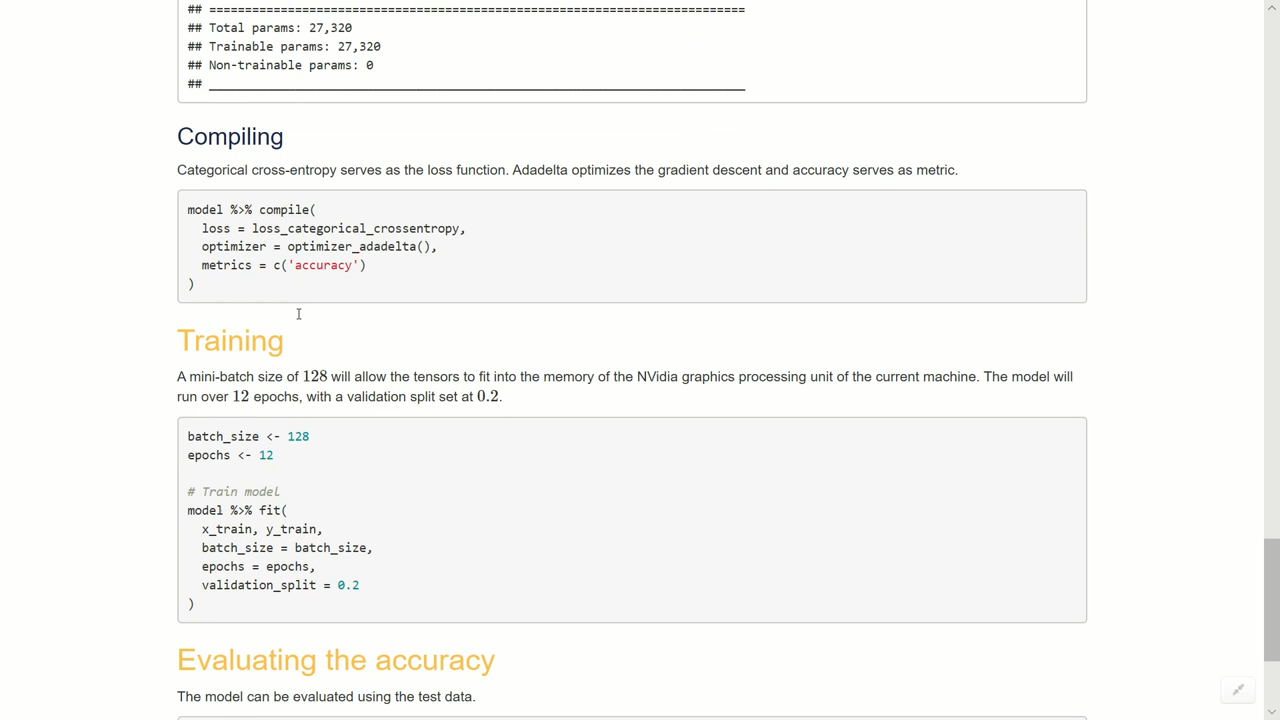 ## ===========================================================================
## Total params: 27,320
## Trainable params: 27,320
## Non-trainable params: 0
## ___________________________________________________________________________
Compiling
Categorical cross-entropy serves as the loss function. Adadelta optimizes the gradient descent and accuracy serves as metric.
model %>% compile(
  loss = loss_categorical_crossentropy,
  optimizer = optimizer_adadelta(),
  metrics = c('accuracy')
)
Training
A mini-batch size of 128 will allow the tensors to fit into the memory of the NVidia graphics processing unit of the current machine. The model will
run over 12 epochs, with a validation split set at 0.2.
batch_size <- 128
epochs <- 12
# Train model
model %>% fit(
  x_train, y_train,
  batch_size = batch_size,
  epochs = epochs,
  validation_split = 0.2
)
Evaluating the accuracy
The model can be evaluated using the test data.